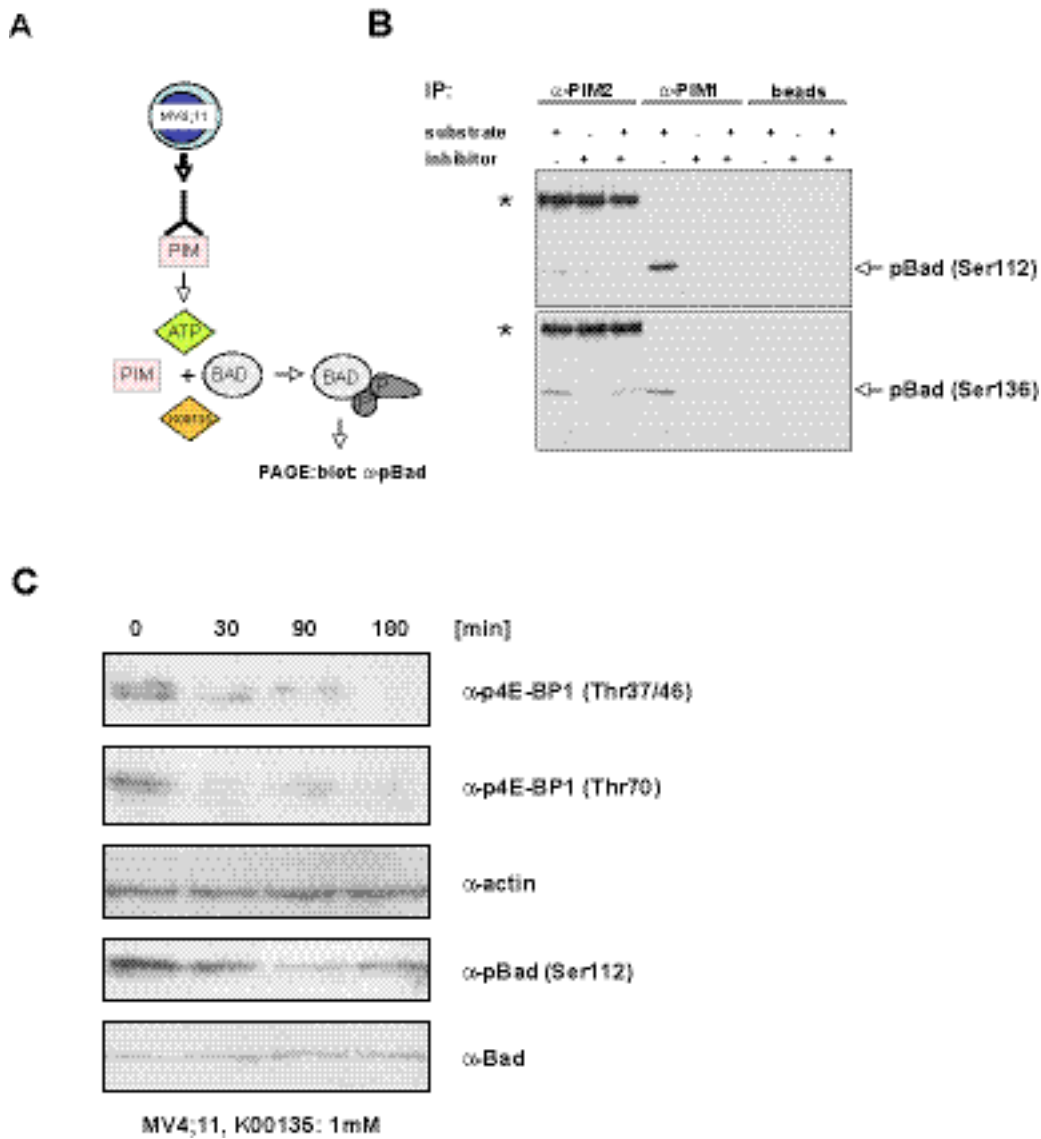 A
MV4;11
PIM
ATP
PIM + BAD
BAD
P
PAGE:blot: α-pBad
B
IP: α-PIM2 α-PIM1 beads
substrate + - + + - + + - +
inhibitor - + + - + + - + +
*
pBad (Ser112)
*
pBad (Ser136)
C
0 30 90 180 [min]
α-p4E-BP1 (Thr37/46)
α-p4E-BP1 (Thr70)
α-actin
α-pBad (Ser112)
α-Bad
MV4;11, K00135: 1mM